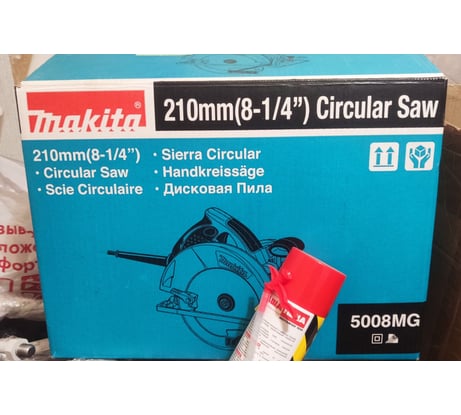 Makita®
210mm(8-1/4”) Circular Saw
210mm(8-1/4”)
· Circular Saw
· Scie Circulaire
· Sierra Circular
· Handkreissäge
· Дисковая Пила
Makita
5008MG